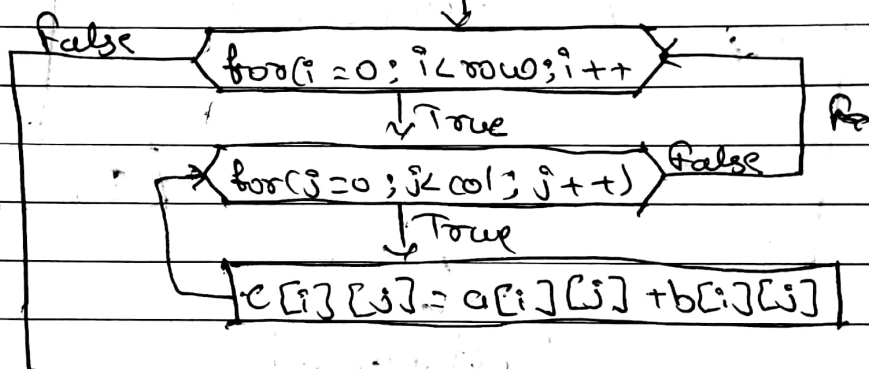 False
for(i=0; i<row; i++
True
for(j=0; j<col; j++)
False
True
c[i][j]=a[i][j]+b[i][j]